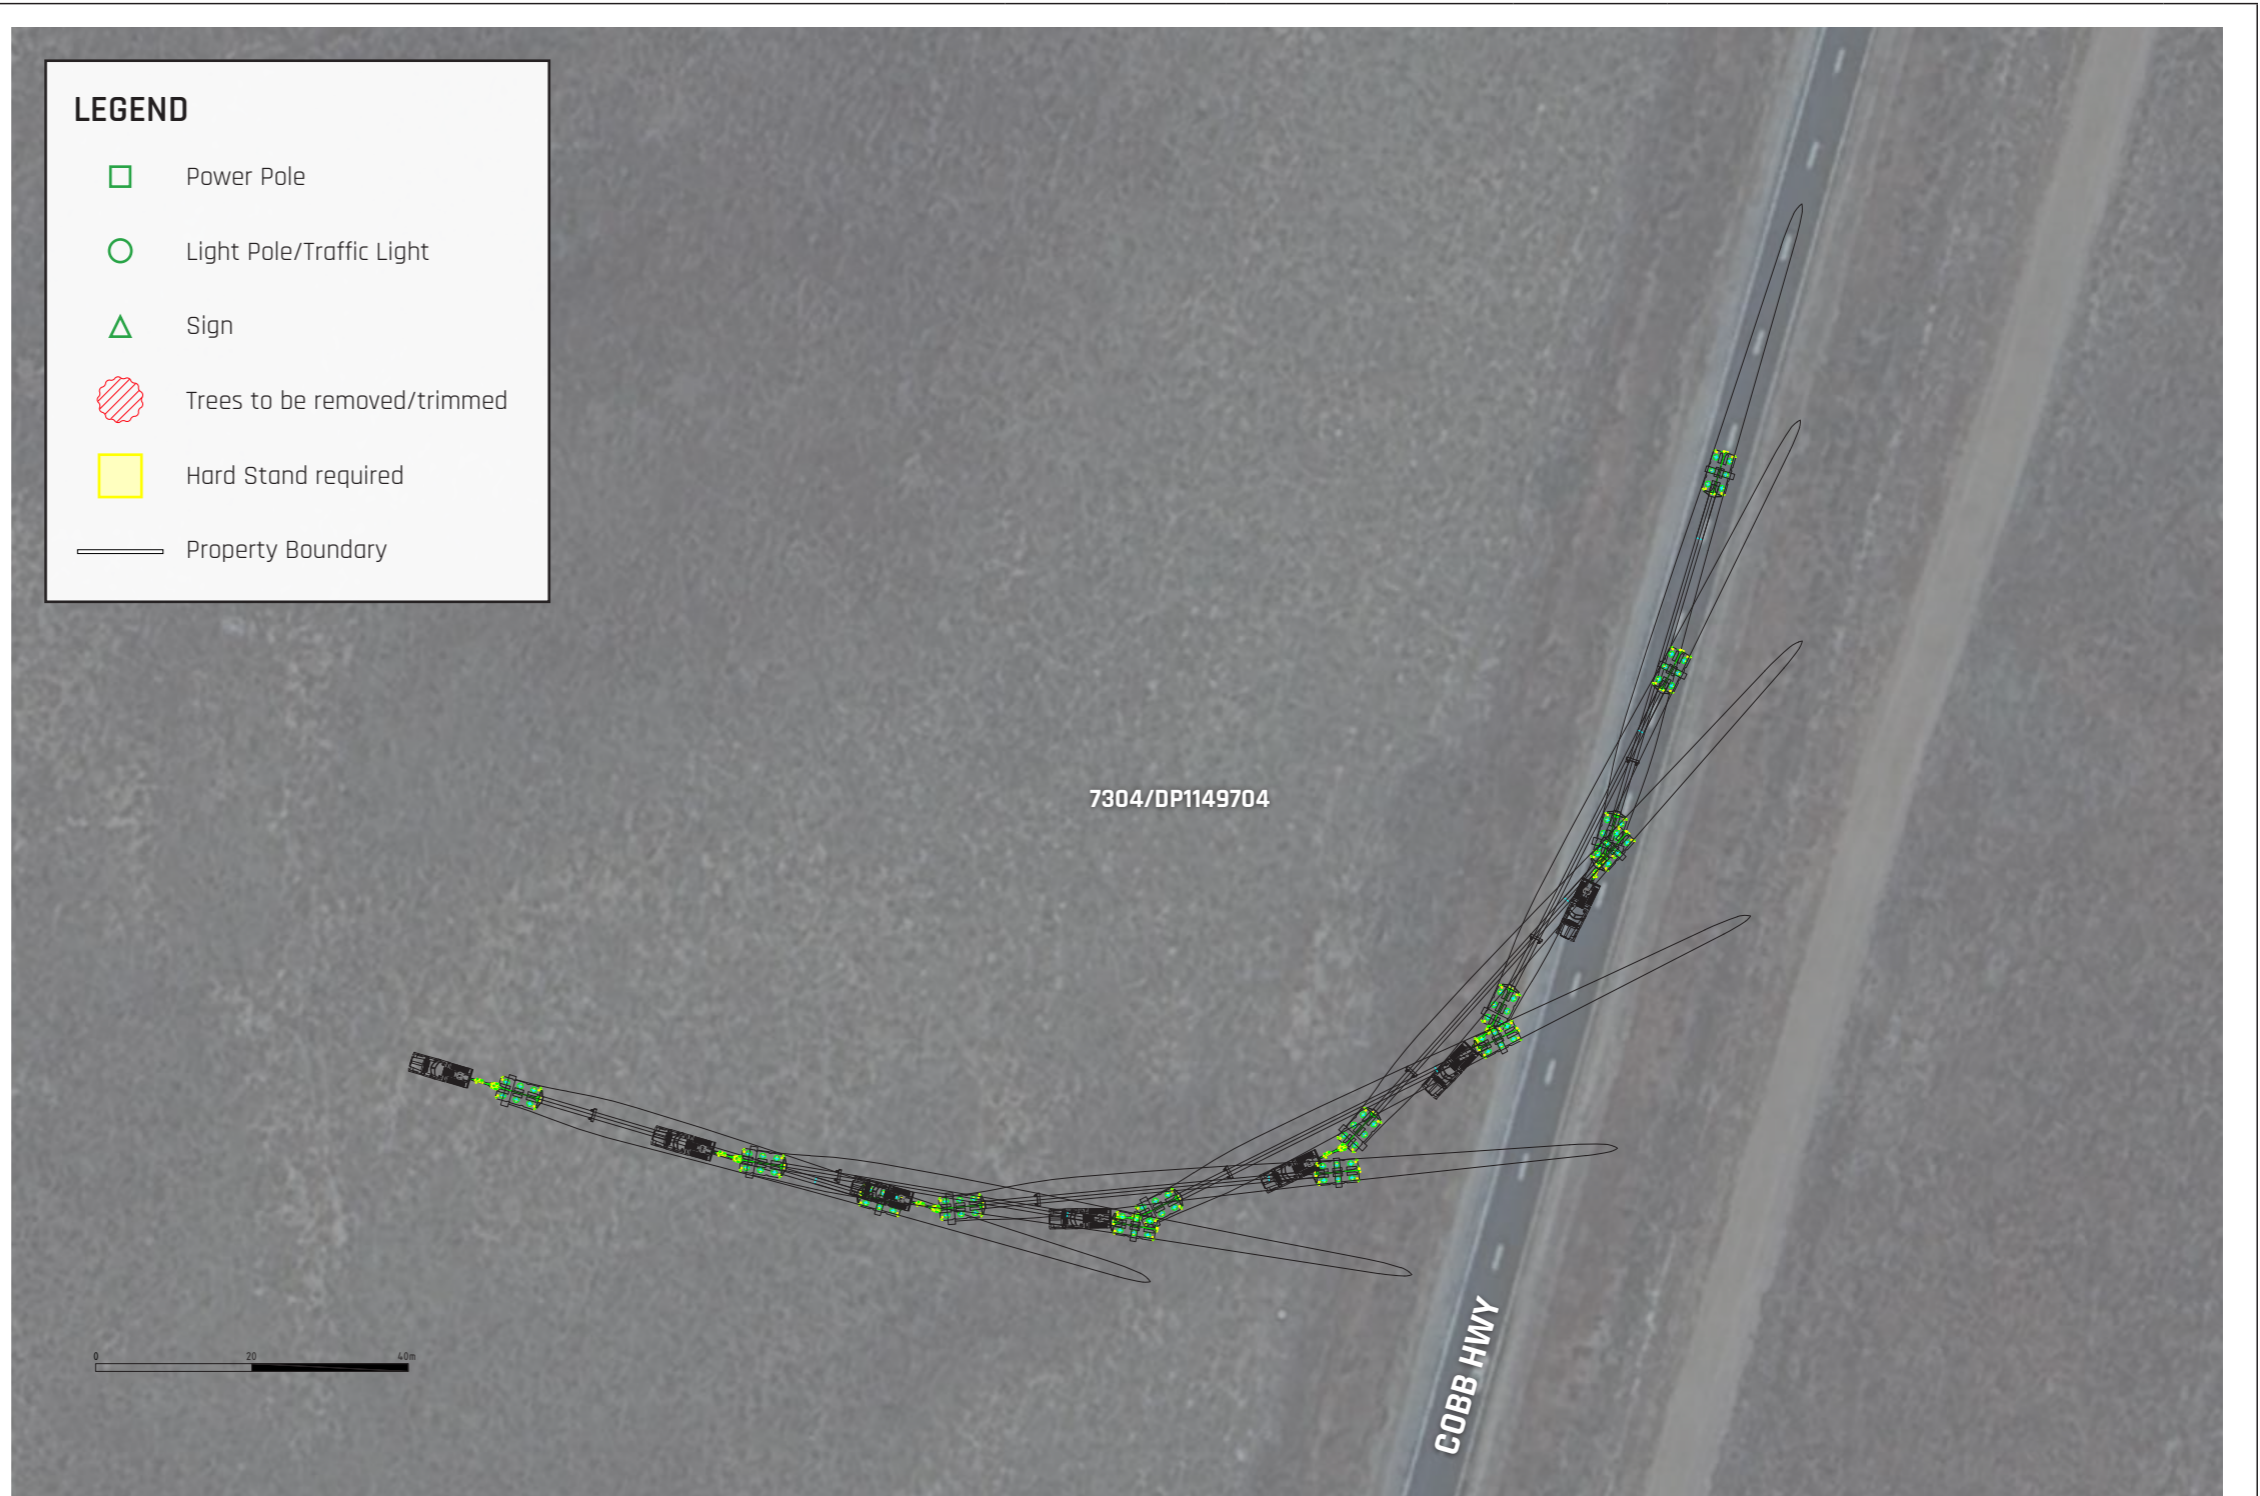 LEGEND
Power Pole
Light Pole/Traffic Light
Sign
Trees to be removed/trimmed
Hard Stand required
Property Boundary
7304/DP1149704
COBB HWY
0 20 40m